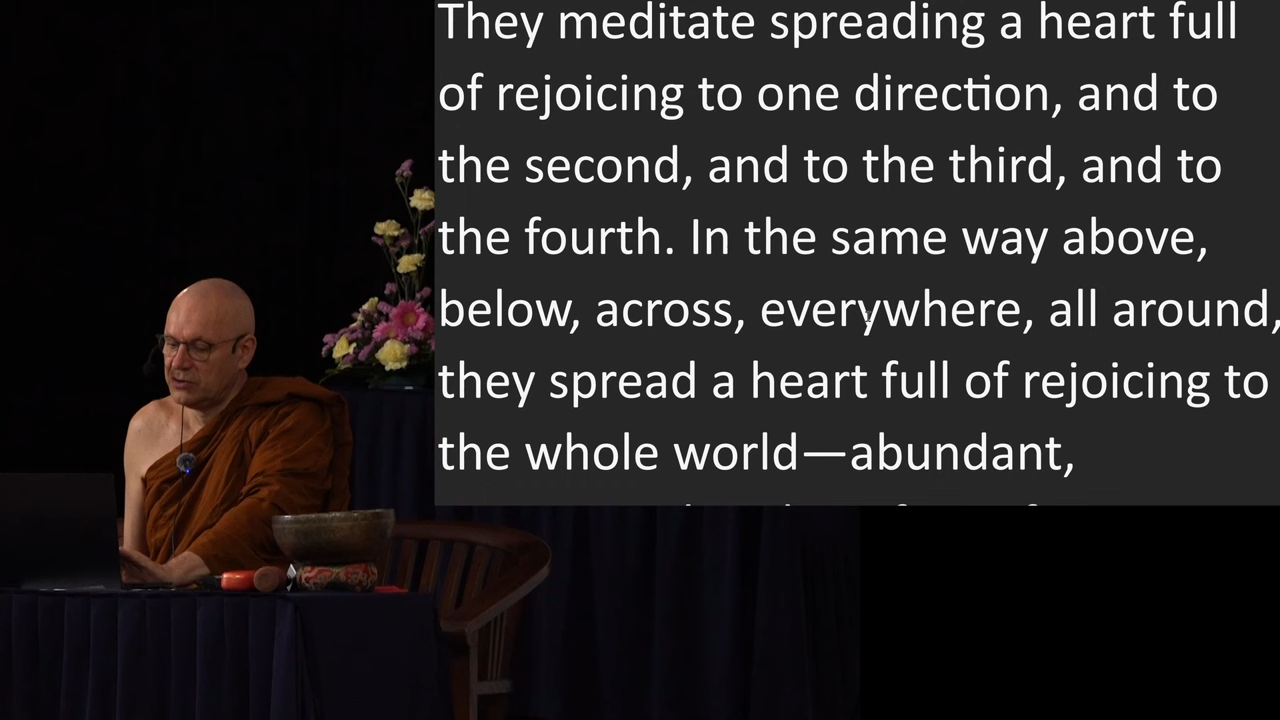 They meditate spreading a heart full
of rejoicing to one direction, and to
the second, and to the third, and to
the fourth. In the same way above,
below, across, everywhere, all around,
they spread a heart full of rejoicing to
the whole world—abundant,